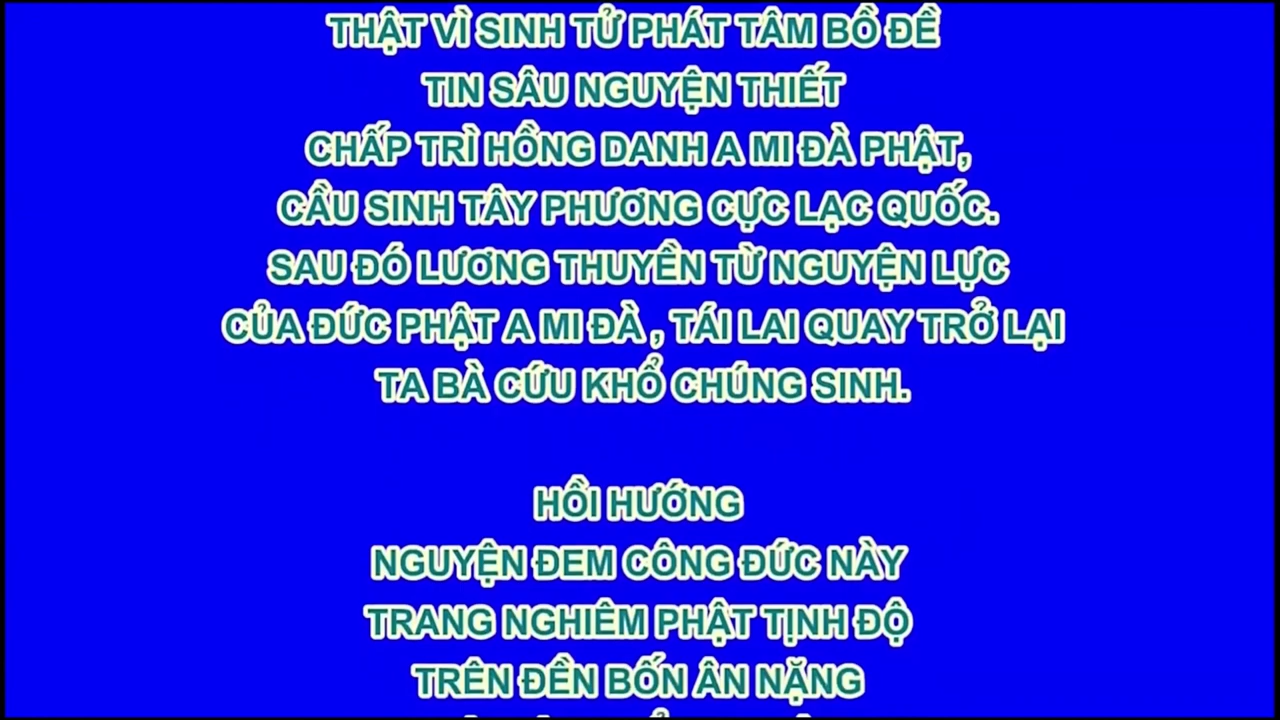 THẬT VÌ SINH TỬ PHÁT TÂM BỒ ĐỀ
TIN SÂU NGUYỆN THIẾT
CHẤP TRÌ HỒNG DANH A MI ĐÀ PHẬT,
CẦU SINH TÂY PHƯƠNG CỰC LẠC QUỐC.
SAU ĐÓ LƯƠNG THUYỀN TỪ NGUYỆN LỰC
CỦA ĐỨC PHẬT A MI ĐÀ , TÁI LAI QUAY TRỞ LẠI
TA BÀ CỨU KHỔ CHÚNG SINH.
HỒI HƯỚNG
NGUYỆN ĐEM CÔNG ĐỨC NÀY
TRANG NGHIÊM PHẬT TỊNH ĐỘ
TRÊN ĐỀN BỐN ÂN NẶNG